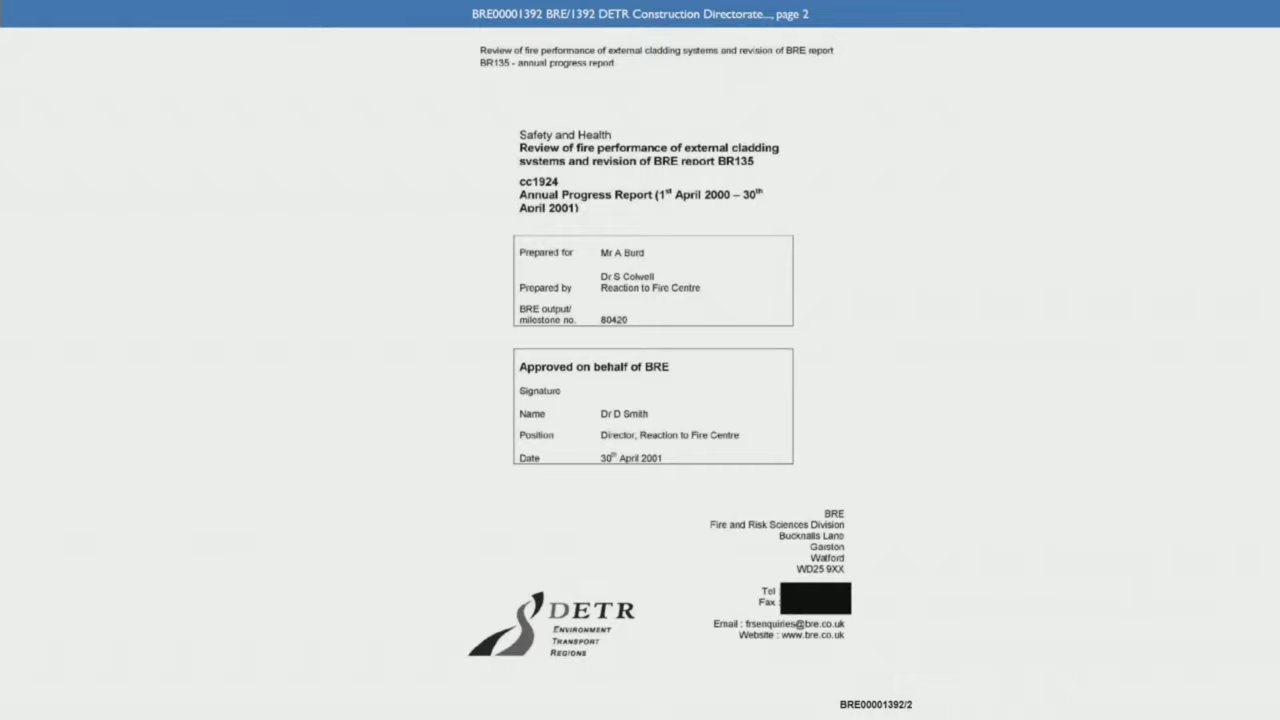 BRE00001392 BRE/1392 DETR Construction Directorate..., page 2
Review of fire performance of external cladding systems and revision of BRE report
BR135 - annual progress report
Safety and Health
Review of fire performance of external cladding
systems and revision of BRE report BR135
cc1924
Annual Progress Report (1st April 2000 – 30th
April 2001)
Prepared for Mr A Burd
Dr S Colwell
Prepared by Reaction to Fire Centre
BRE output/
milestone no. 80420
Approved on behalf of BRE
Signature
Name Dr D Smith
Position Director, Reaction to Fire Centre
Date 30th April 2001
BRE
Fire and Risk Sciences Division
Bucknalls Lane
Garston
Watford
WD25 9XX
Tel :
Fax :
Email : frsenquiries@bre.co.uk
Website : www.bre.co.uk
DETR
ENVIRONMENT
TRANSPORT
REGIONS
BRE00001392/2